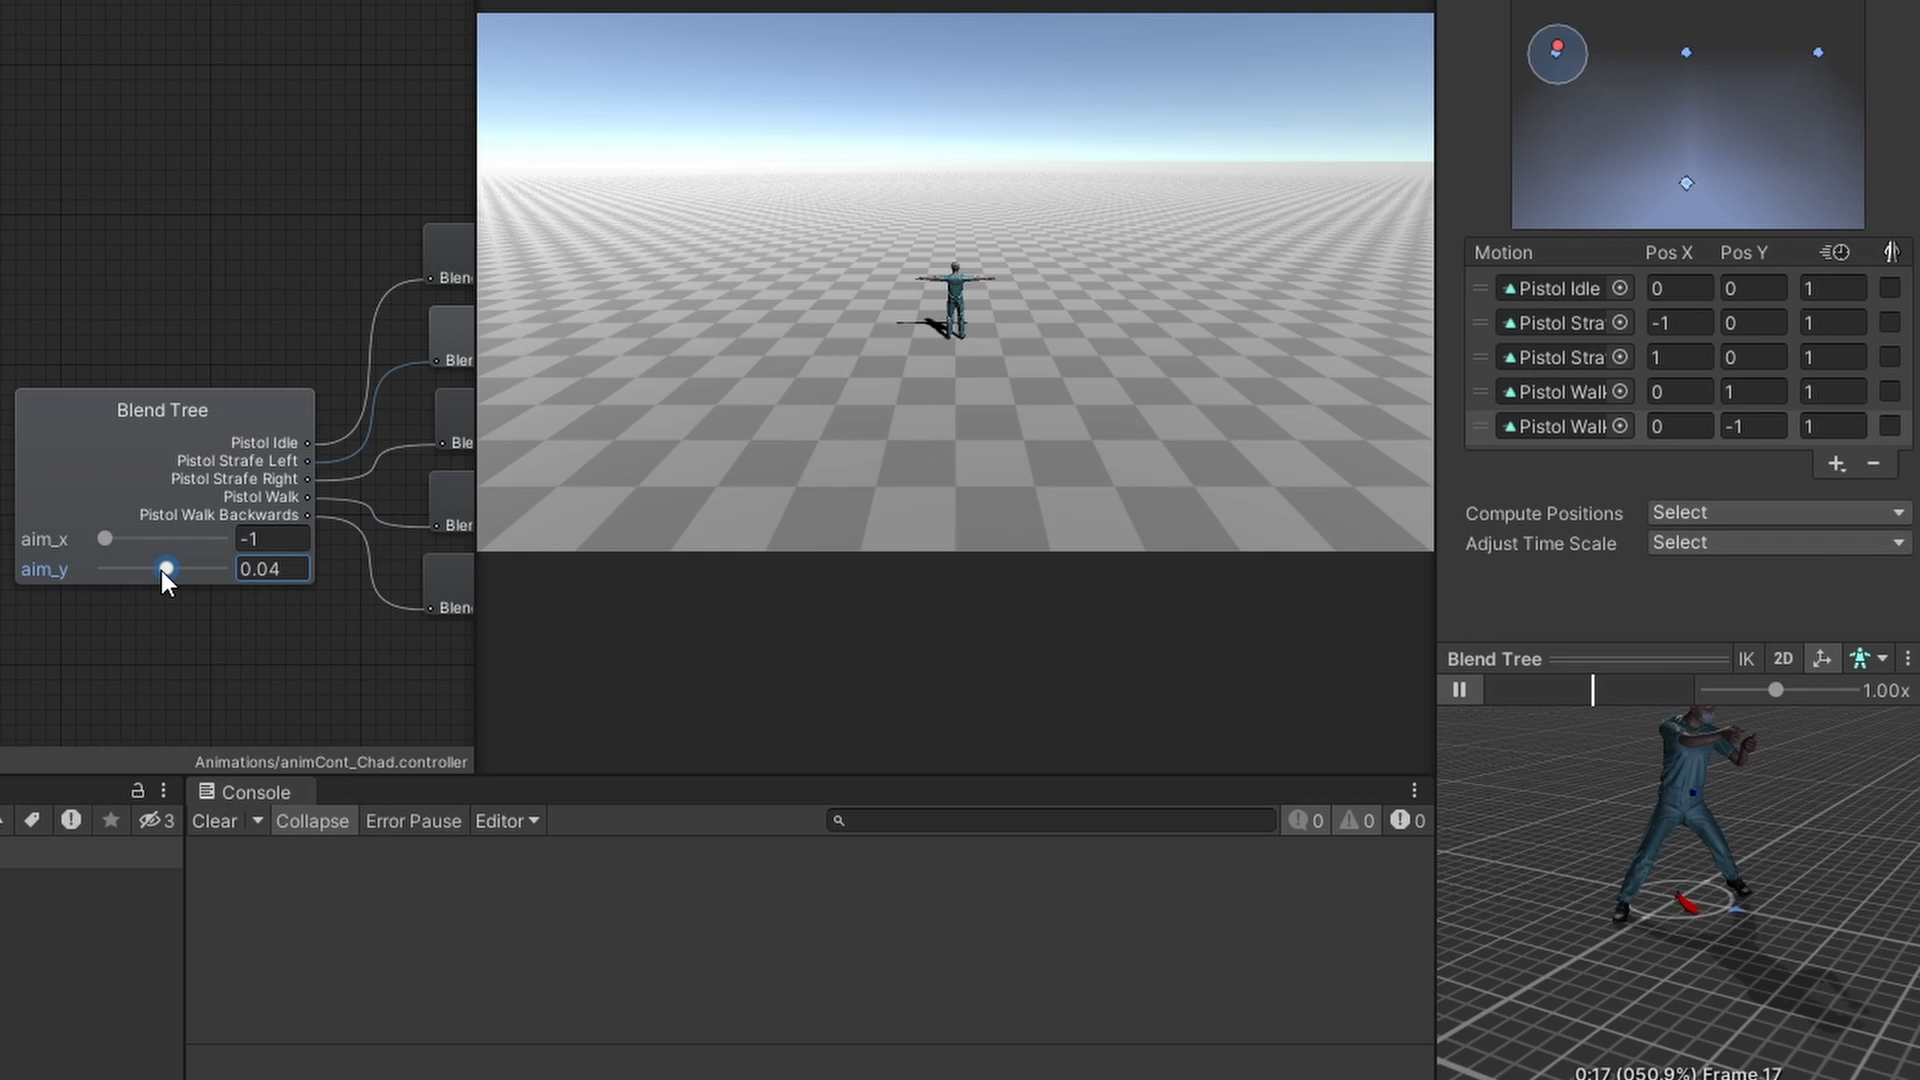 Blend Tree
Pistol Idle
Pistol Strafe Left
Pistol Strafe Right
Pistol Walk
Pistol Walk Backwards
aim_x -1
aim_y 0.04
Blen
Blen
Ble
Blen
Blen
Animations/animCont_Chad.controller
Motion Pos X Pos Y
Pistol Idle 0 0 1
Pistol Stra -1 0 1
Pistol Stra 1 0 1
Pistol Walk 0 1 1
Pistol Walk 0 -1 1
+ −
Compute Positions Select
Adjust Time Scale Select
Blend Tree IK 2D
1.00x
3
Console
Clear Collapse Error Pause Editor 0 0 0
0:17 (050.9%) Frame 17